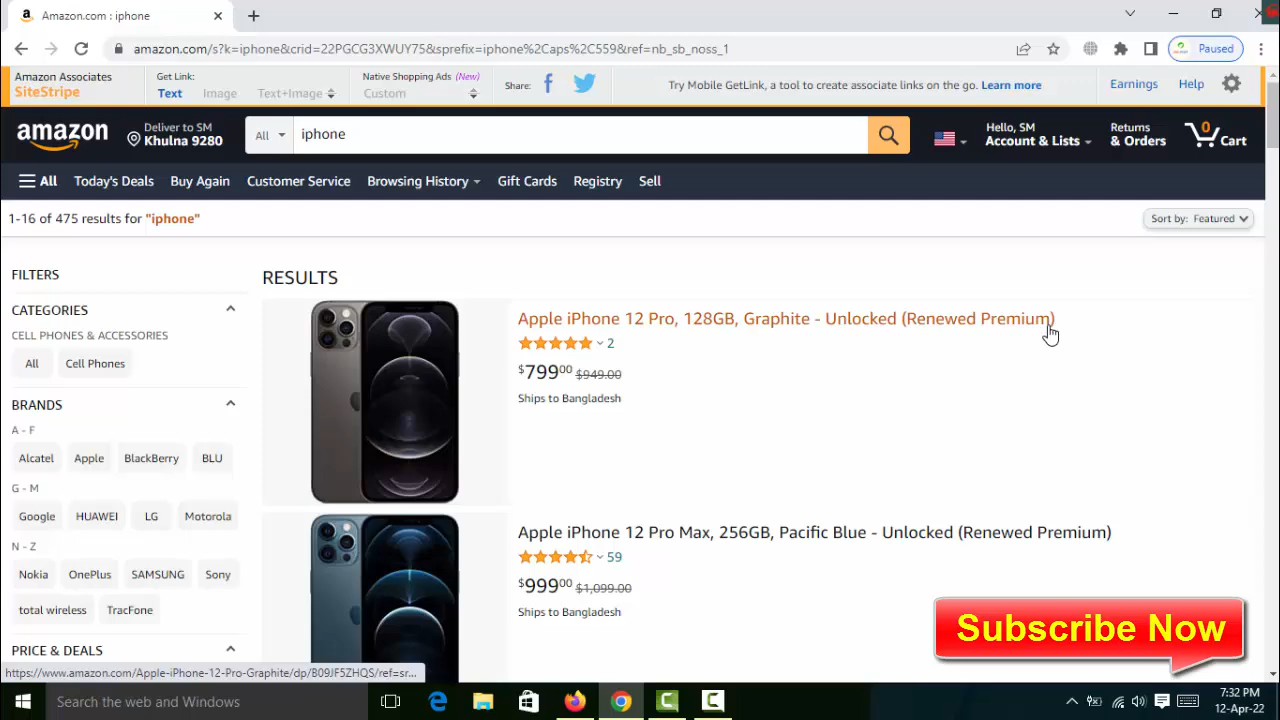 Amazon.com : iphone
amazon.com/s?k=iphone&crid=22PGCG3XWUY75&sprefix=iphone%2Caps%2C559&ref=nb_sb_noss_1
Paused
Amazon Associates
SiteStripe
Get Link:
Text Image Text+Image
Native Shopping Ads (New)
Custom
Share:
Try Mobile GetLink, a tool to create associate links on the go. Learn more
Earnings Help
amazon
Deliver to SM
Khulna 9280
All iphone
Hello, SM
Account & Lists
Returns
& Orders
0
Cart
All Today's Deals Buy Again Customer Service Browsing History Gift Cards Registry Sell
1-16 of 475 results for "iphone"
Sort by: Featured
FILTERS
CATEGORIES
CELL PHONES & ACCESSORIES
All Cell Phones
BRANDS
A - F
Alcatel Apple BlackBerry BLU
G - M
Google HUAWEI LG Motorola
N - Z
Nokia OnePlus SAMSUNG Sony
total wireless TracFone
PRICE & DEALS
RESULTS
Apple iPhone 12 Pro, 128GB, Graphite - Unlocked (Renewed Premium)
2
$799.00 $949.00
Ships to Bangladesh
Apple iPhone 12 Pro Max, 256GB, Pacific Blue - Unlocked (Renewed Premium)
59
$999.00 $1,099.00
Ships to Bangladesh
Subscribe Now
https://www.amazon.com/Apple-iPhone-12-Pro-Graphite/dp/B09JF5ZHQS/ref=sr...
Search the web and Windows
7:32 PM
12-Apr-22